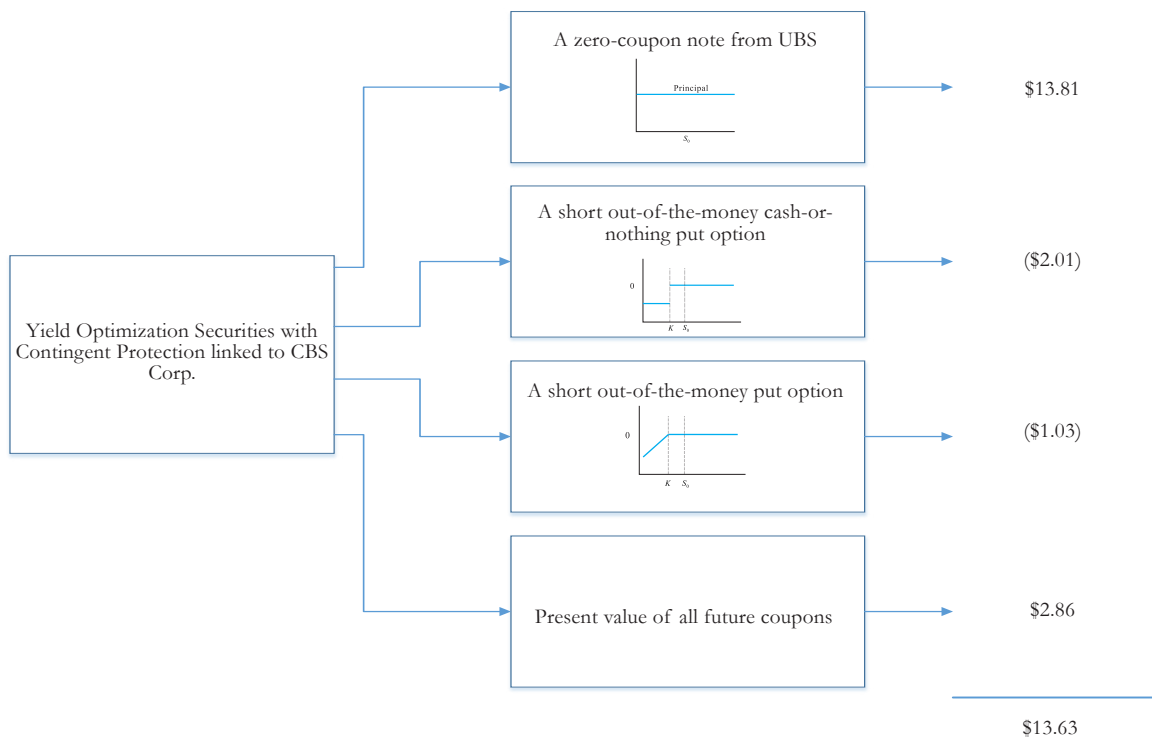 A zero-coupon note from UBS
Principal
S0
$13.81
A short out-of-the-money cash-or-
nothing put option
0
K
S0
($2.01)
Yield Optimization Securities with
Contingent Protection linked to CBS
Corp.
A short out-of-the-money put option
0
K
S0
($1.03)
Present value of all future coupons
$2.86
$13.63